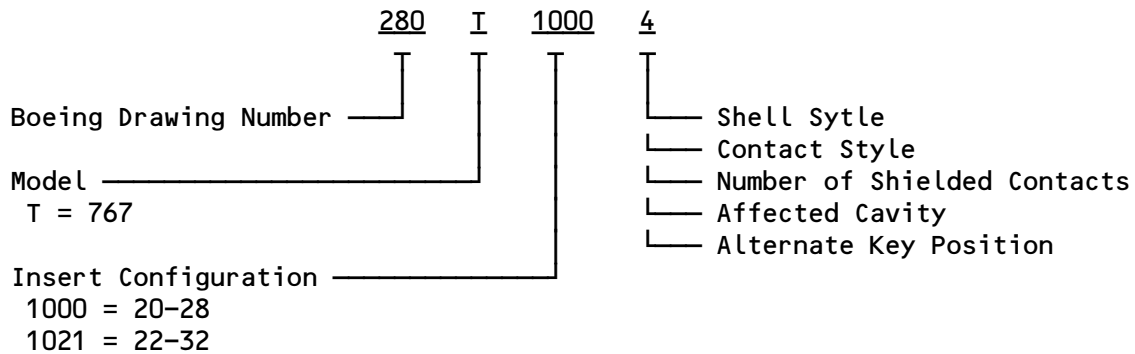 280 T 1000 4
Boeing Drawing Number
Shell Sytle
Contact Style
Model
Number of Shielded Contacts
T = 767
Affected Cavity
Alternate Key Position
Insert Configuration
1000 = 20-28
1021 = 22-32